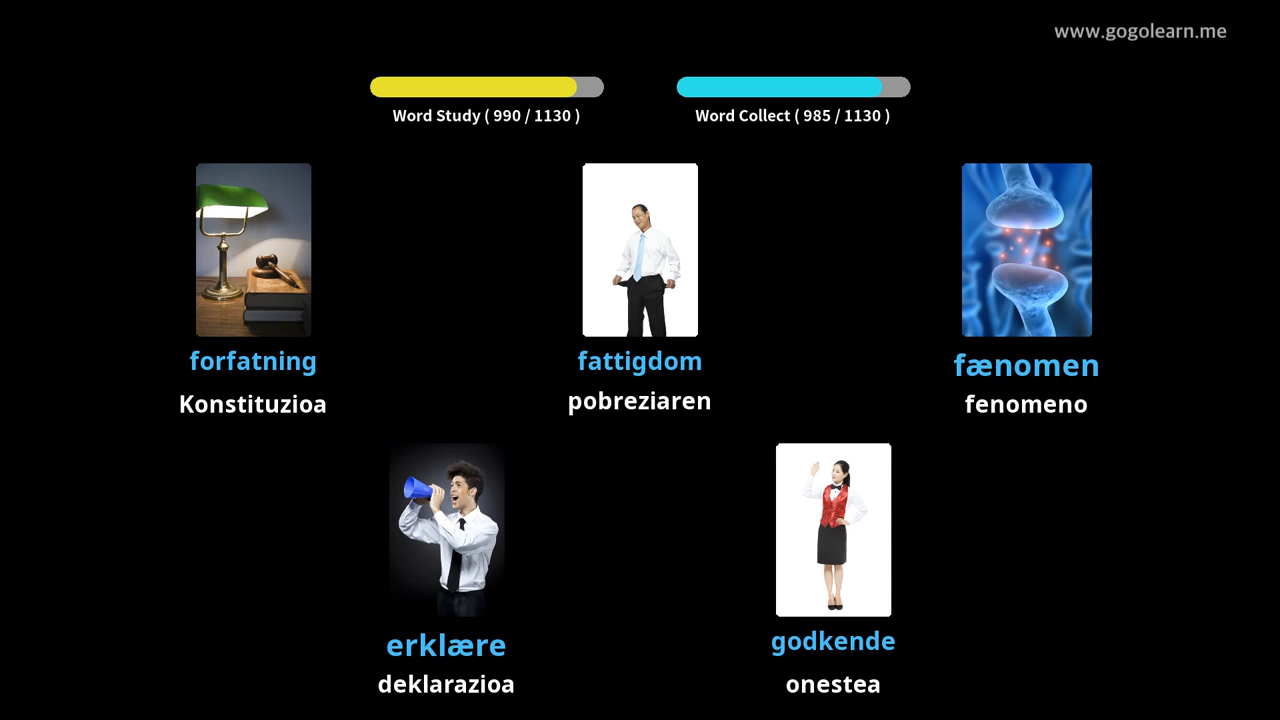 www.gogolearn.me
Word Study ( 990 / 1130 )
Word Collect ( 985 / 1130 )
forfatning
fattigdom
fænomen
Konstituzioa
pobreziaren
fenomeno
erklære
godkende
deklarazioa
onestea